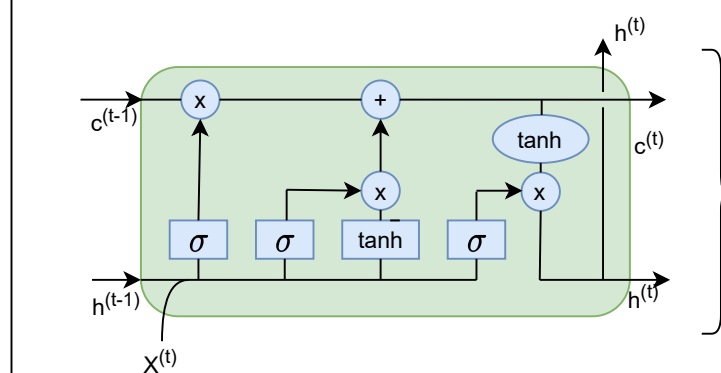 h(t)
x
+
c(t-1)
tanh
c(t)
x
x
σ
σ
tanh
σ
h(t-1)
h(t)
X(t)